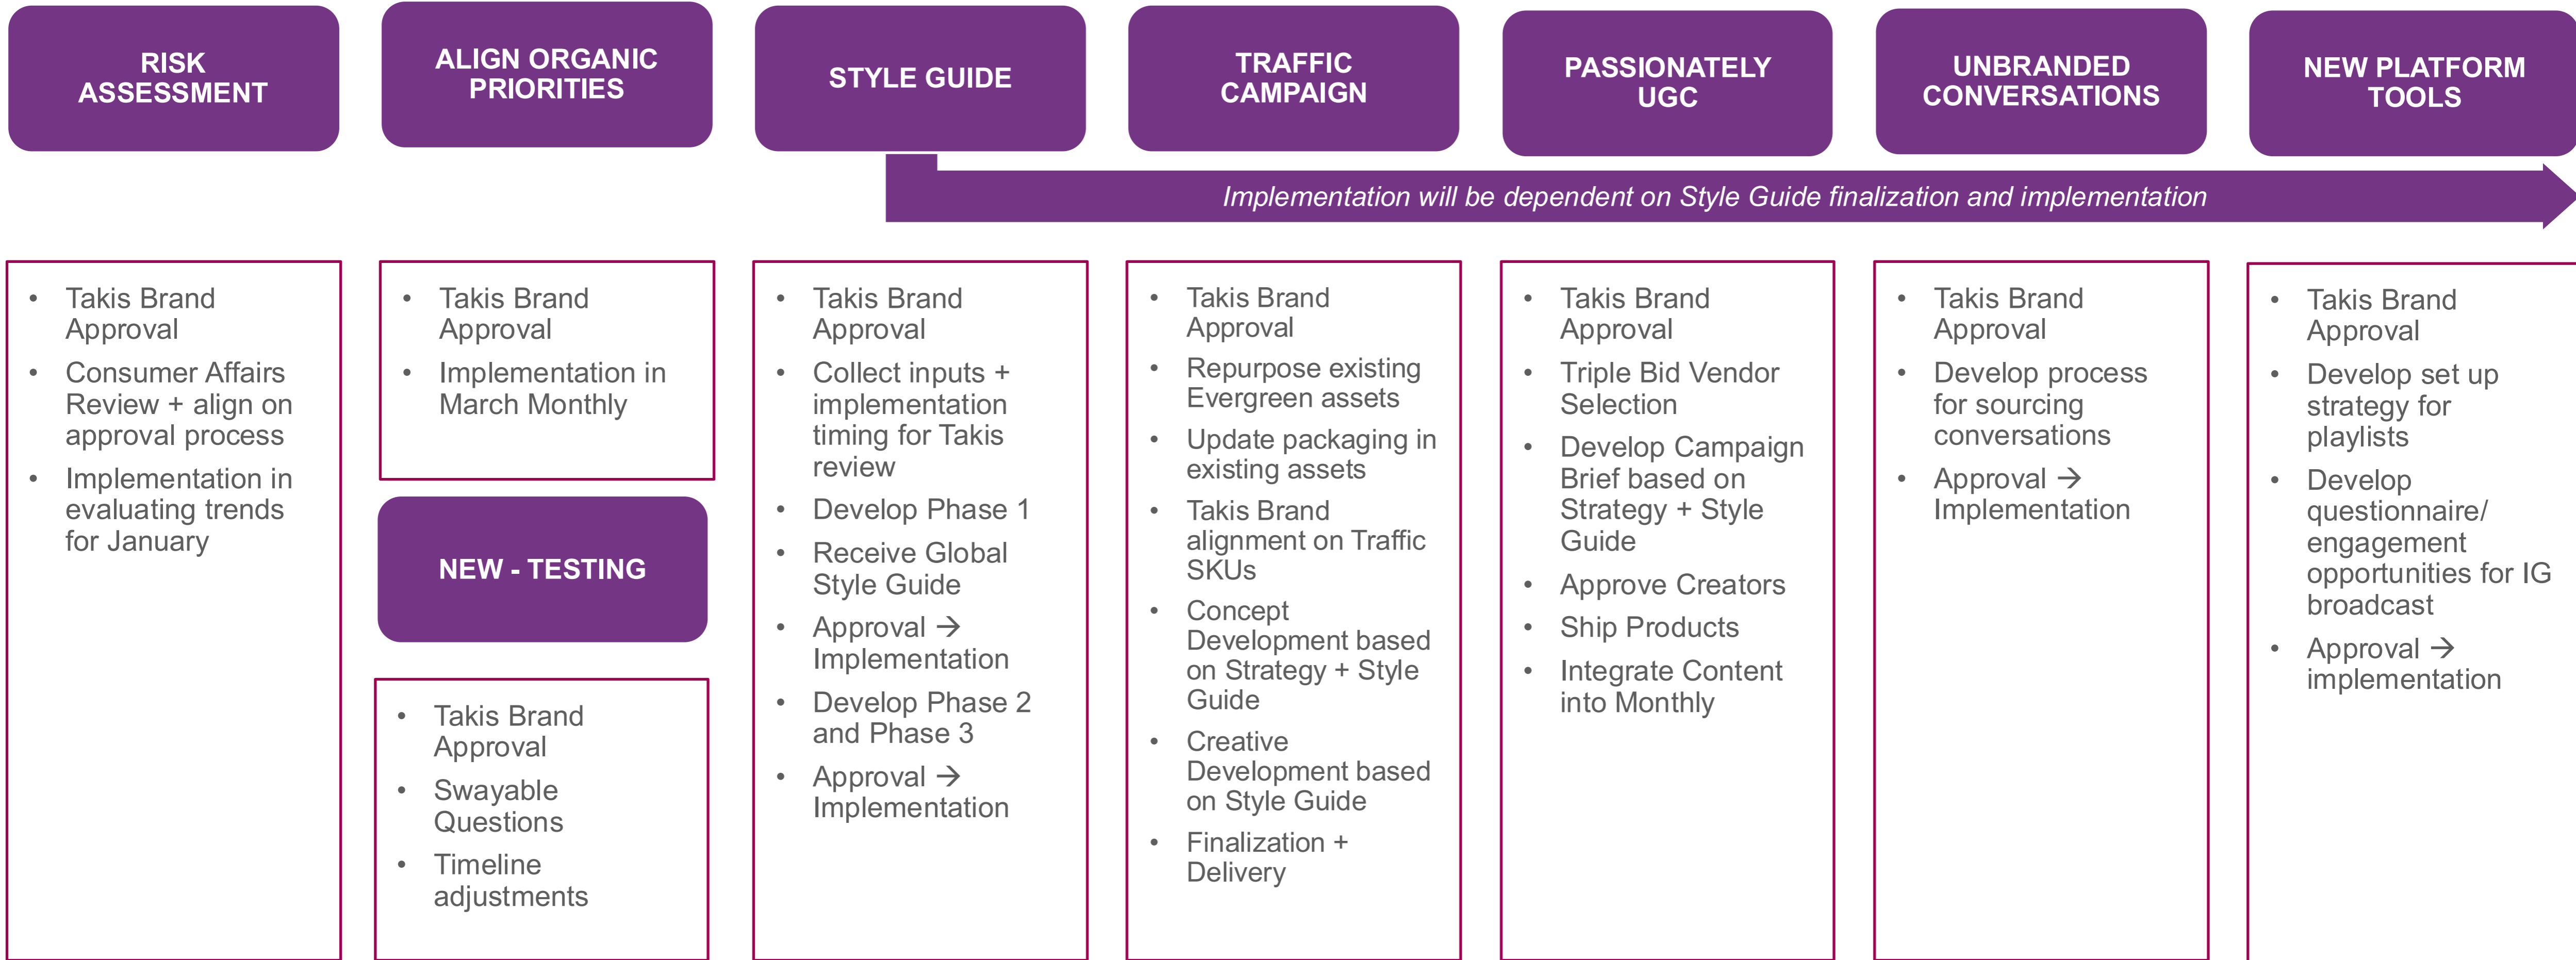 RISK
ASSESSMENT
ALIGN ORGANIC
PRIORITIES
STYLE GUIDE
TRAFFIC
CAMPAIGN
PASSIONATELY
UGC
UNBRANDED
CONVERSATIONS
NEW PLATFORM
TOOLS
Implementation will be dependent on Style Guide finalization and implementation
• Takis Brand
Approval
• Consumer Affairs
Review + align on
approval process
• Implementation in
evaluating trends
for January
• Takis Brand
Approval
• Implementation in
March Monthly
NEW - TESTING
• Takis Brand
Approval
• Swayable
Questions
• Timeline
adjustments
• Takis Brand
Approval
• Collect inputs +
implementation
timing for Takis
review
• Develop Phase 1
• Receive Global
Style Guide
• Approval →
Implementation
• Develop Phase 2
and Phase 3
• Approval →
Implementation
• Takis Brand
Approval
• Repurpose existing
Evergreen assets
• Update packaging in
existing assets
• Takis Brand
alignment on Traffic
SKUs
• Concept
Development based
on Strategy + Style
Guide
• Creative
Development based
on Style Guide
• Finalization +
Delivery
• Takis Brand
Approval
• Triple Bid Vendor
Selection
• Develop Campaign
Brief based on
Strategy + Style
Guide
• Approve Creators
• Ship Products
• Integrate Content
into Monthly
• Takis Brand
Approval
• Develop process
for sourcing
conversations
• Approval →
Implementation
• Takis Brand
Approval
• Develop set up
strategy for
playlists
• Develop
questionnaire/
engagement
opportunities for IG
broadcast
• Approval →
implementation